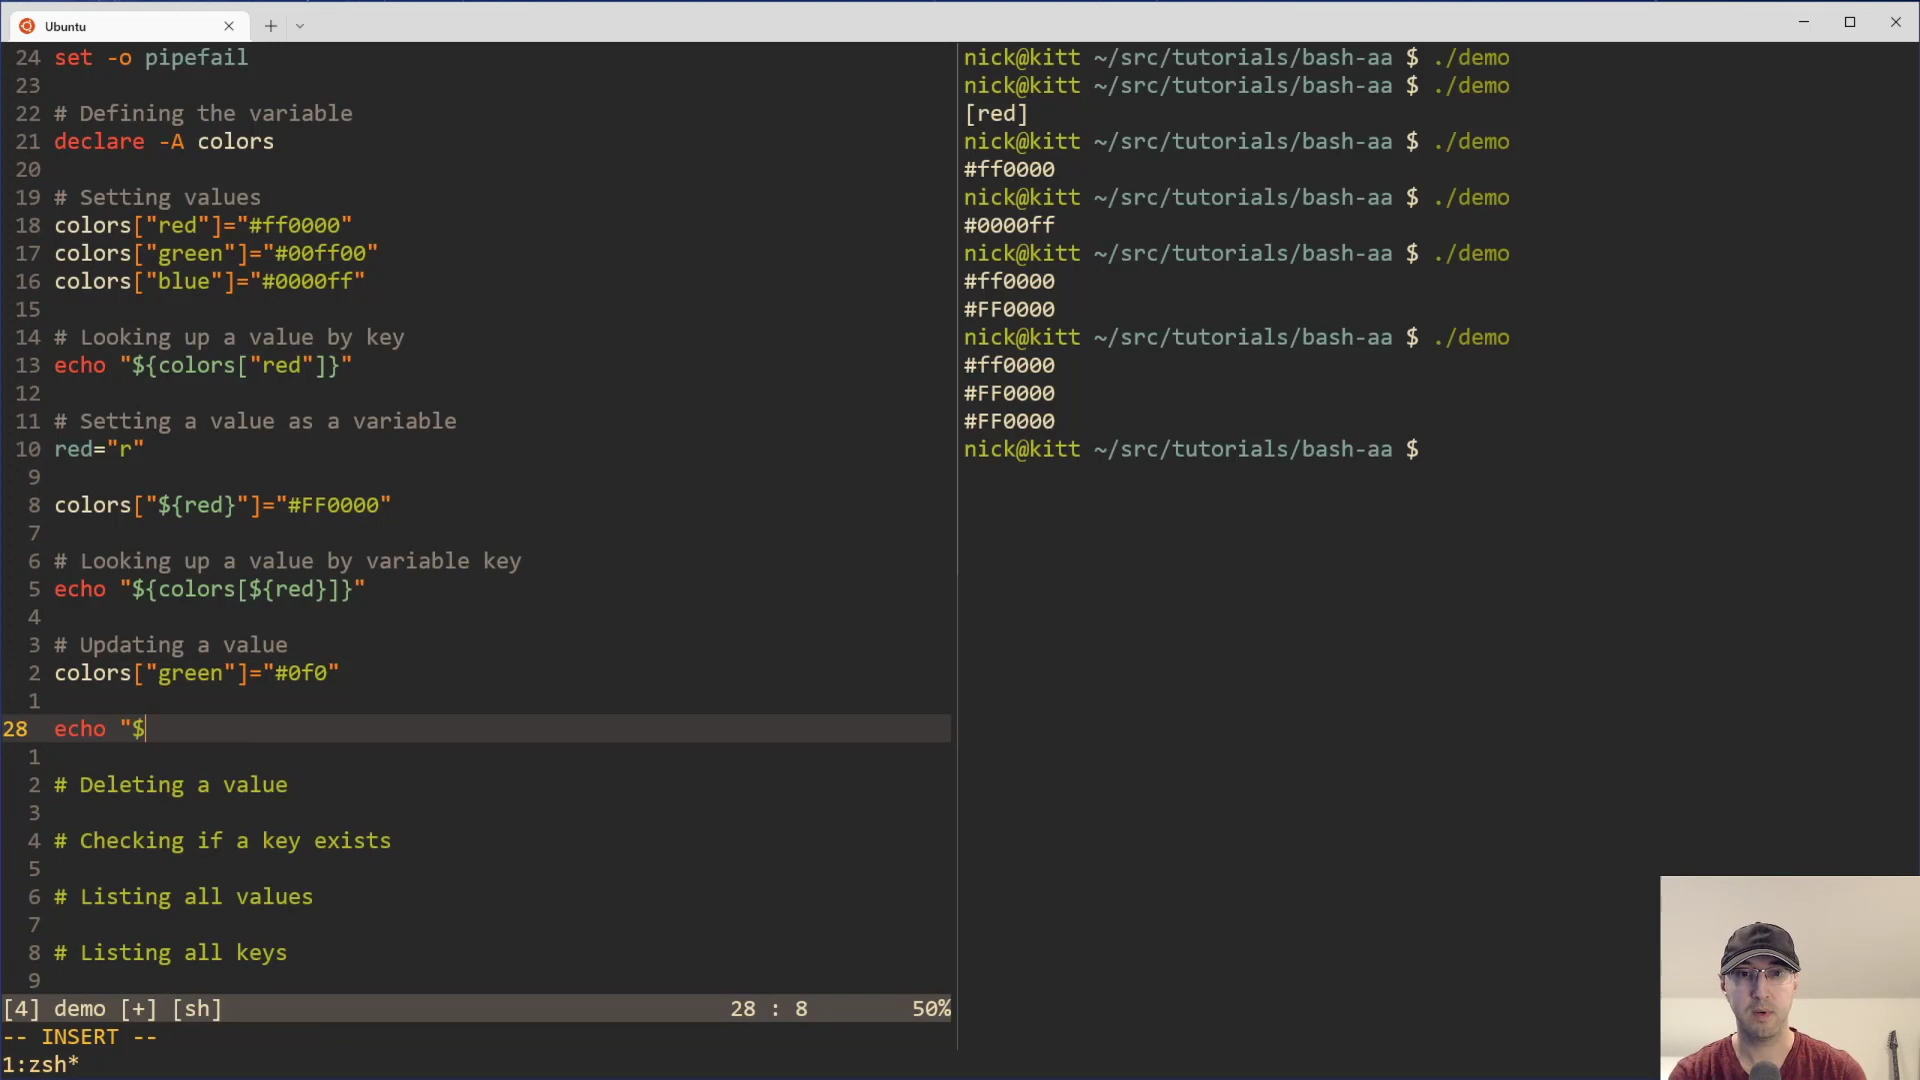 Ubuntu
24 set -o pipefail
23
22 # Defining the variable
21 declare -A colors
20
19 # Setting values
18 colors["red"]="#ff0000"
17 colors["green"]="#00ff00"
16 colors["blue"]="#0000ff"
15
14 # Looking up a value by key
13 echo "${colors["red"]}"
12
11 # Setting a value as a variable
10 red="r"
9
8 colors["${red}"]="#FF0000"
7
6 # Looking up a value by variable key
5 echo "${colors[${red}]}"
4
3 # Updating a value
2 colors["green"]="#0f0"
1
28 echo "$
1
2 # Deleting a value
3
4 # Checking if a key exists
5
6 # Listing all values
7
8 # Listing all keys
9
[4] demo [+] [sh] 28 : 8 50%
-- INSERT --
1:zsh*
nick@kitt ~/src/tutorials/bash-aa $ ./demo
nick@kitt ~/src/tutorials/bash-aa $ ./demo
[red]
nick@kitt ~/src/tutorials/bash-aa $ ./demo
#ff0000
nick@kitt ~/src/tutorials/bash-aa $ ./demo
#0000ff
nick@kitt ~/src/tutorials/bash-aa $ ./demo
#ff0000
#FF0000
nick@kitt ~/src/tutorials/bash-aa $ ./demo
#ff0000
#FF0000
#FF0000
nick@kitt ~/src/tutorials/bash-aa $